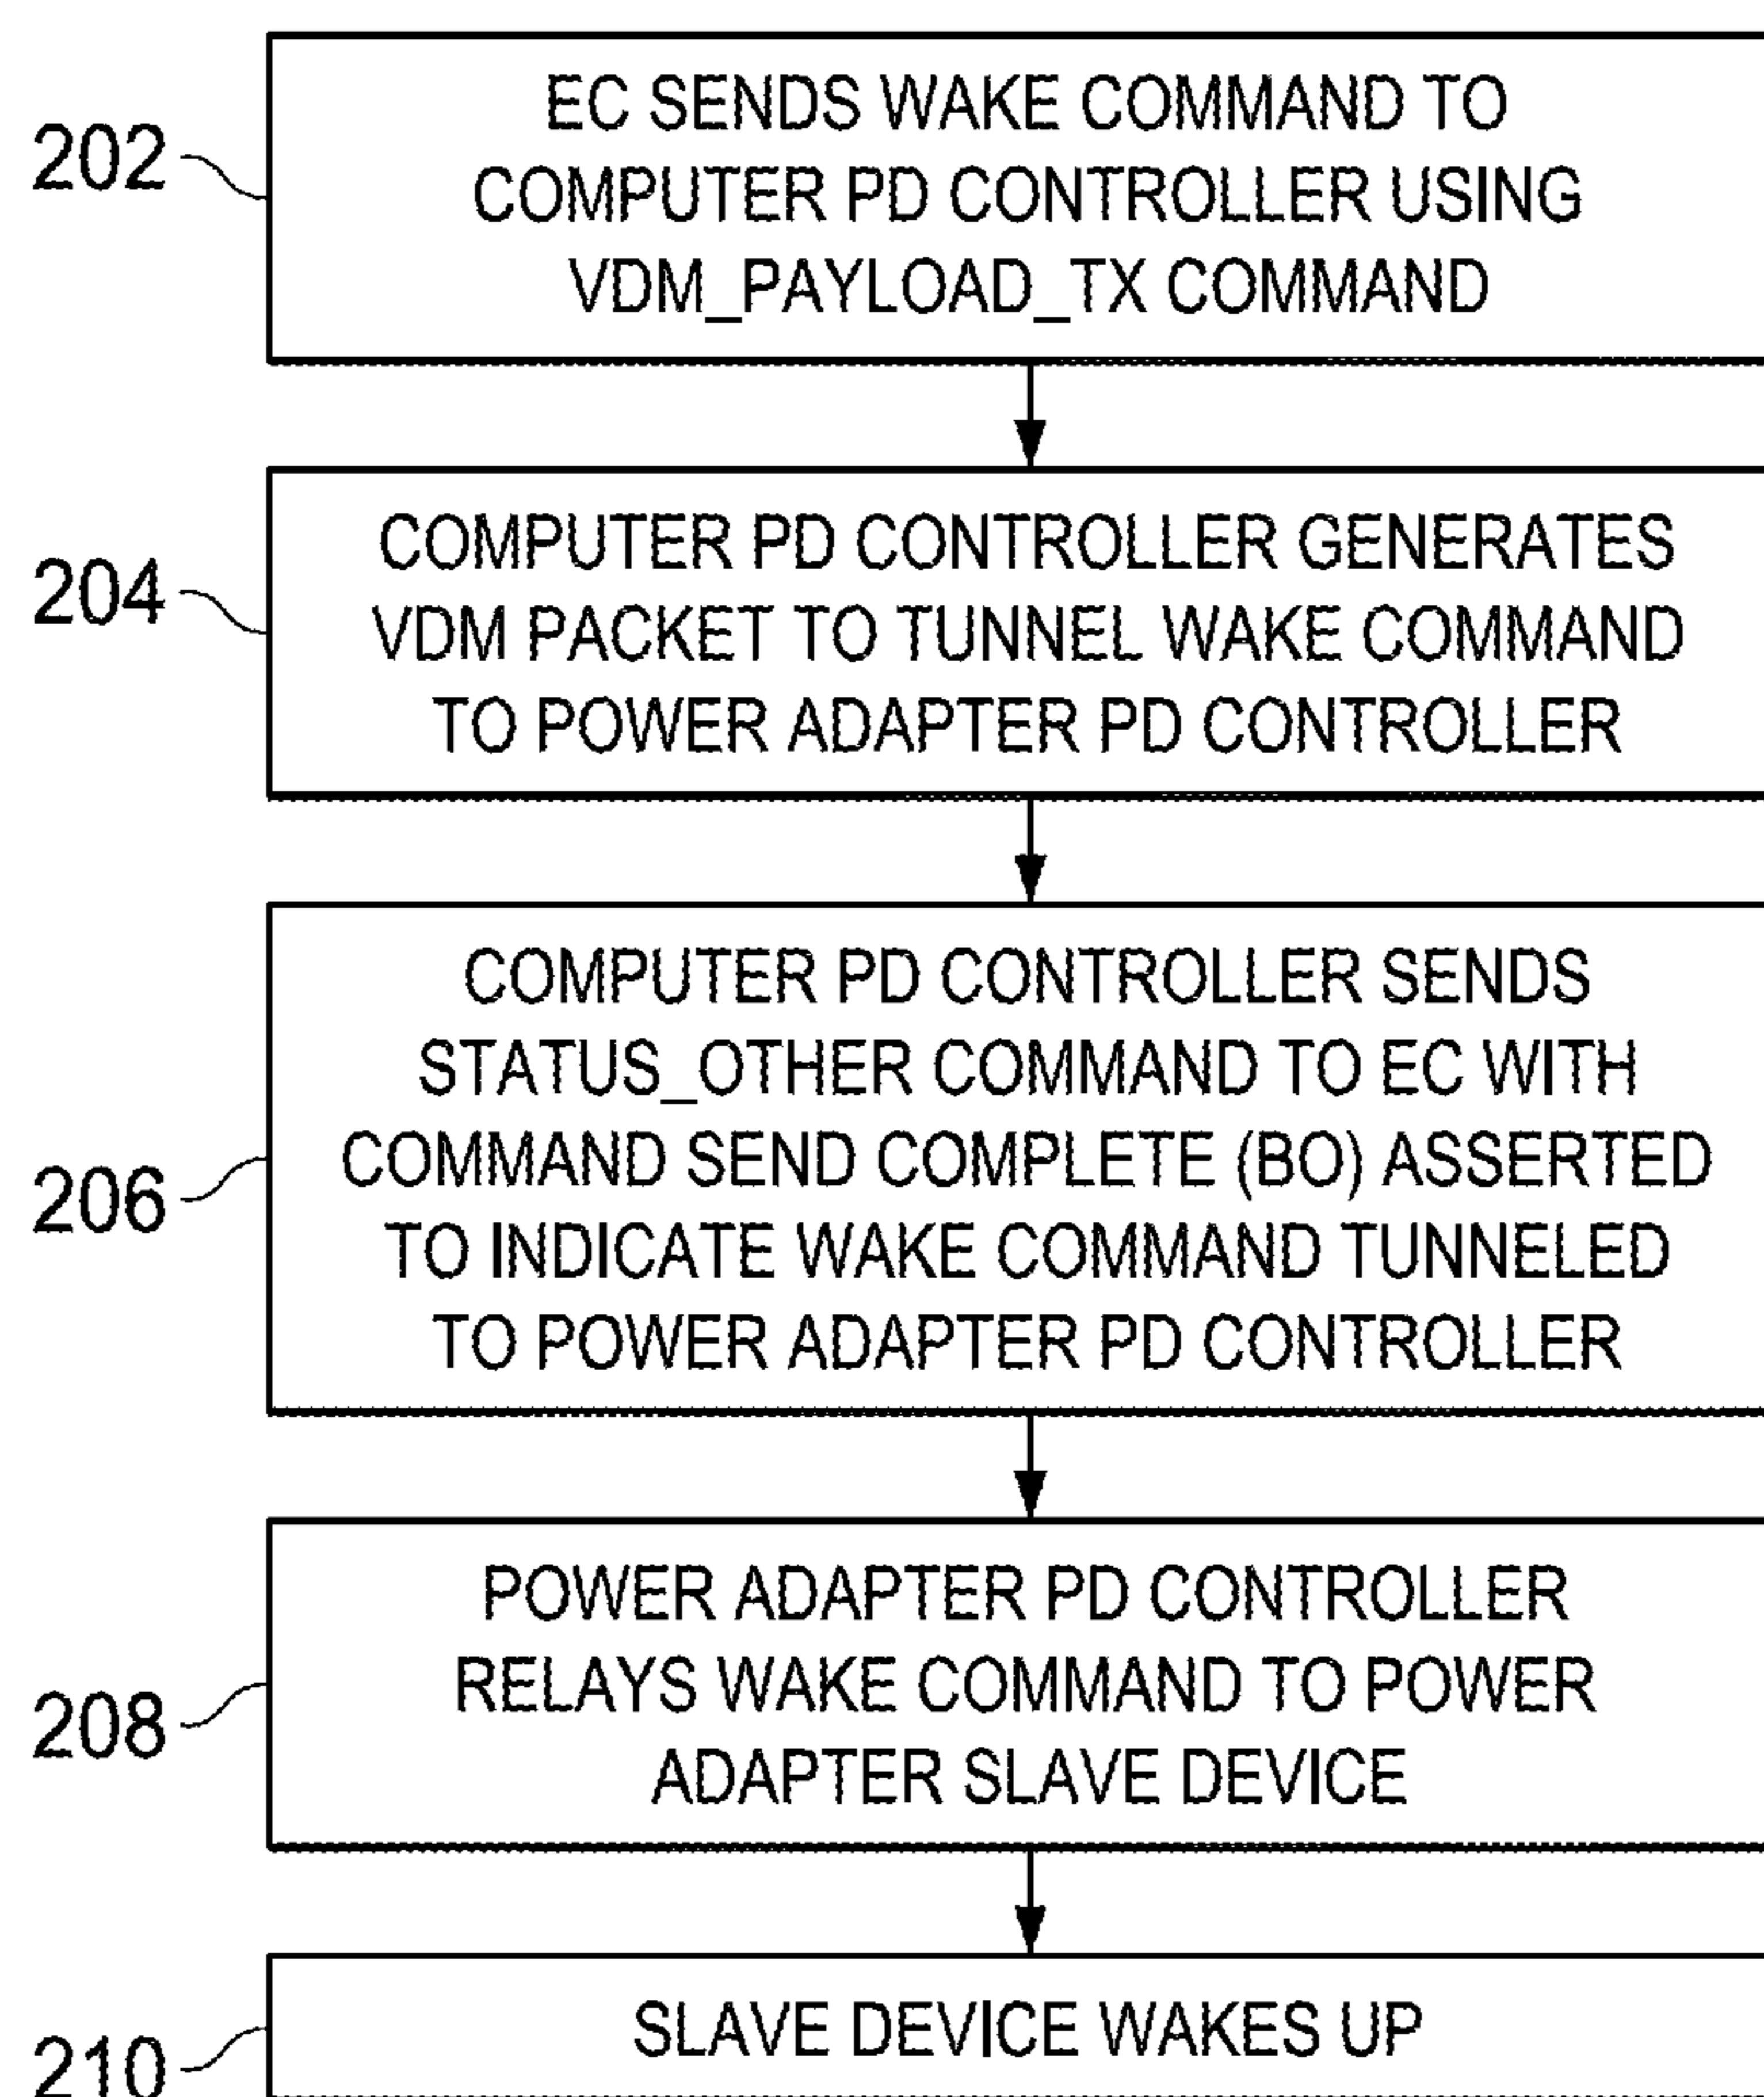 202
EC SENDS WAKE COMMAND TO
COMPUTER PD CONTROLLER USING
VDM_PAYLOAD_TX COMMAND
204
COMPUTER PD CONTROLLER GENERATES
VDM PACKET TO TUNNEL WAKE COMMAND
TO POWER ADAPTER PD CONTROLLER
206
COMPUTER PD CONTROLLER SENDS
STATUS_OTHER COMMAND TO EC WITH
COMMAND SEND COMPLETE (BO) ASSERTED
TO INDICATE WAKE COMMAND TUNNELED
TO POWER ADAPTER PD CONTROLLER
208
POWER ADAPTER PD CONTROLLER
RELAYS WAKE COMMAND TO POWER
ADAPTER SLAVE DEVICE
210
SLAVE DEVICE WAKES UP